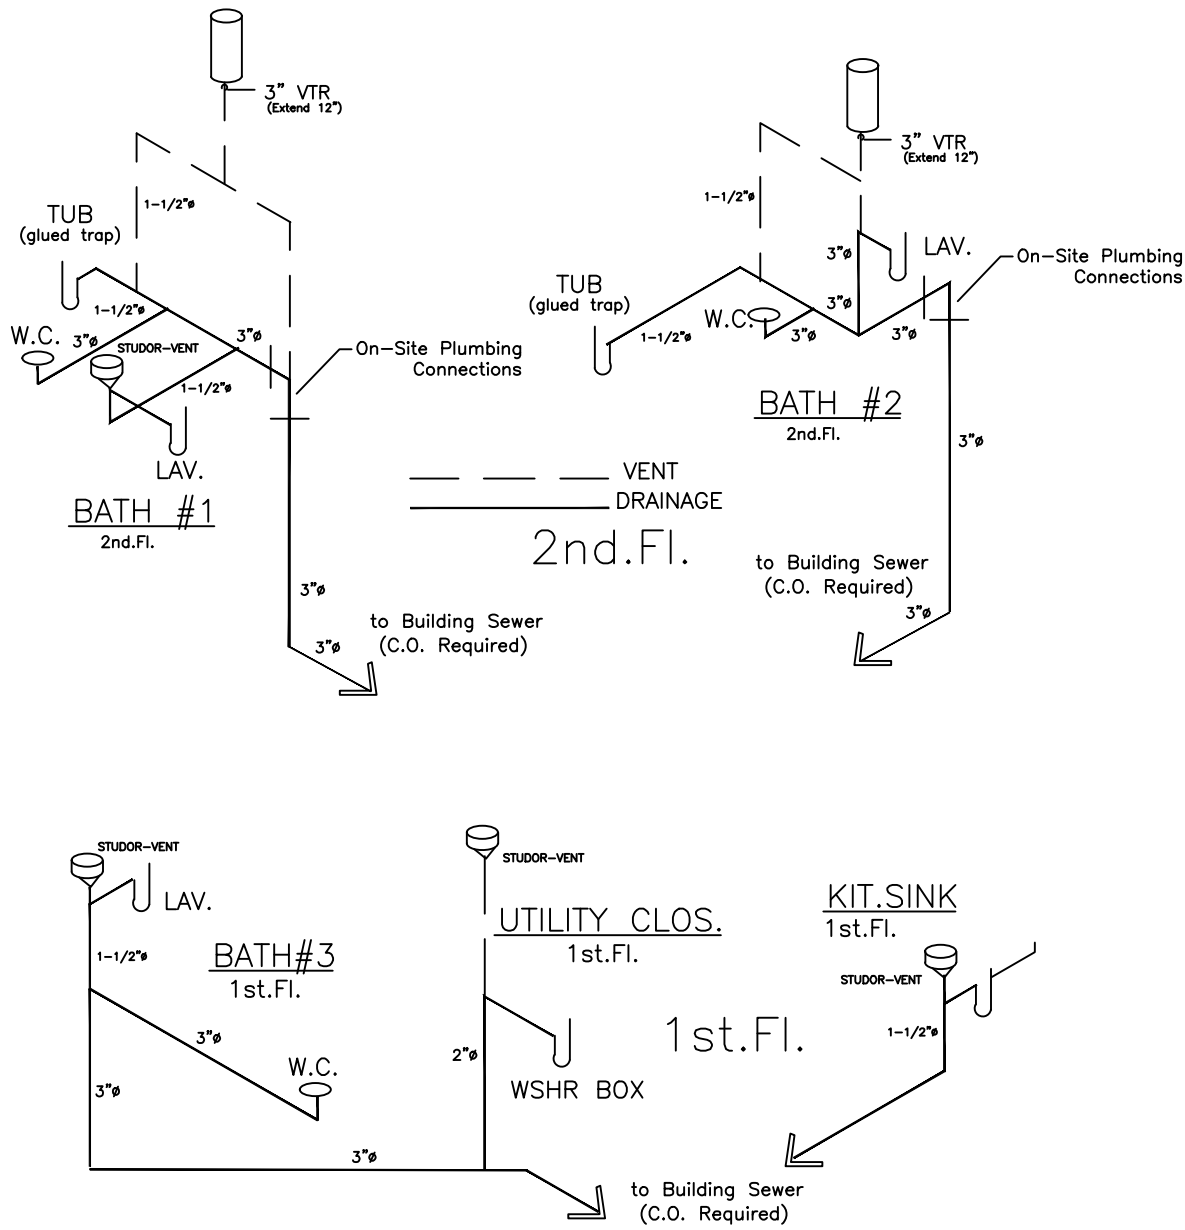 3" VTR
(Extend 12")
1-1/2"ø
TUB
(glued trap)
1-1/2"ø
W.C.
3"ø
STUDOR-VENT
3"ø
1-1/2"ø
On-Site Plumbing
Connections
LAV.
BATH #1
2nd.Fl.
3"ø
3"ø
to Building Sewer
(C.O. Required)
VENT
DRAINAGE
2nd.Fl.
3" VTR
(Extend 12")
1-1/2"ø
3"ø
LAV.
On-Site Plumbing
Connections
TUB
(glued trap)
3"ø
W.C.
1-1/2"ø
3"ø
3"ø
BATH #2
2nd.Fl.
3"ø
to Building Sewer
(C.O. Required)
3"ø
STUDOR-VENT
LAV.
1-1/2"ø
BATH#3
1st.Fl.
3"ø
W.C.
3"ø
3"ø
STUDOR-VENT
UTILITY CLOS.
1st.Fl.
2"ø
WSHR BOX
1st.Fl.
KIT.SINK
1st.Fl.
STUDOR-VENT
1-1/2"ø
to Building Sewer
(C.O. Required)